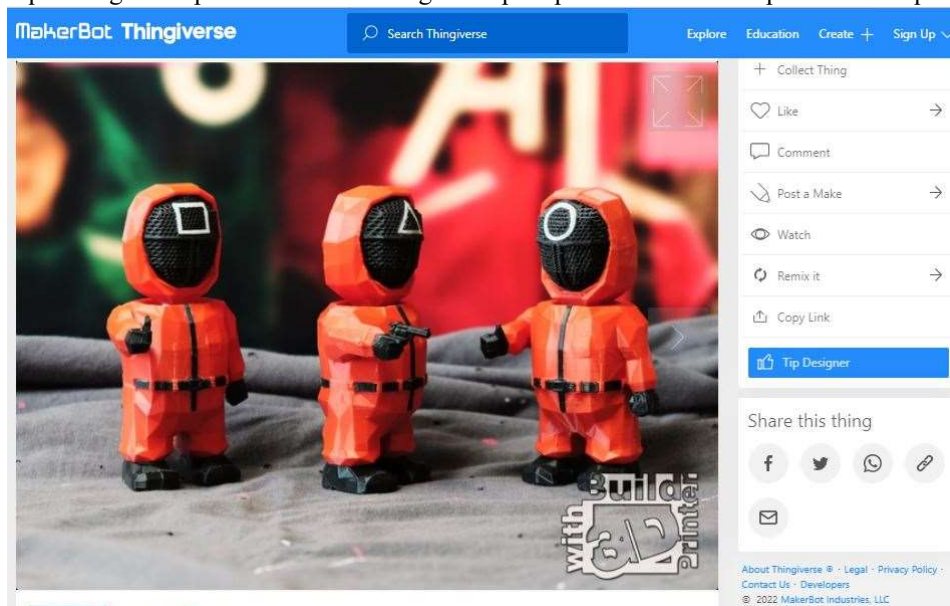 MakerBot Thingiverse
Search Thingiverse
Explore
Education
Create +
Sign Up
Collect Thing
Like
Comment
Post a Make
Watch
Remix it
Copy Link
Tip Designer
Share this thing
with Builder 3D Printer
About Thingiverse ® · Legal · Privacy Policy ·
Contact Us · Developers
© 2022 MakerBot Industries, LLC